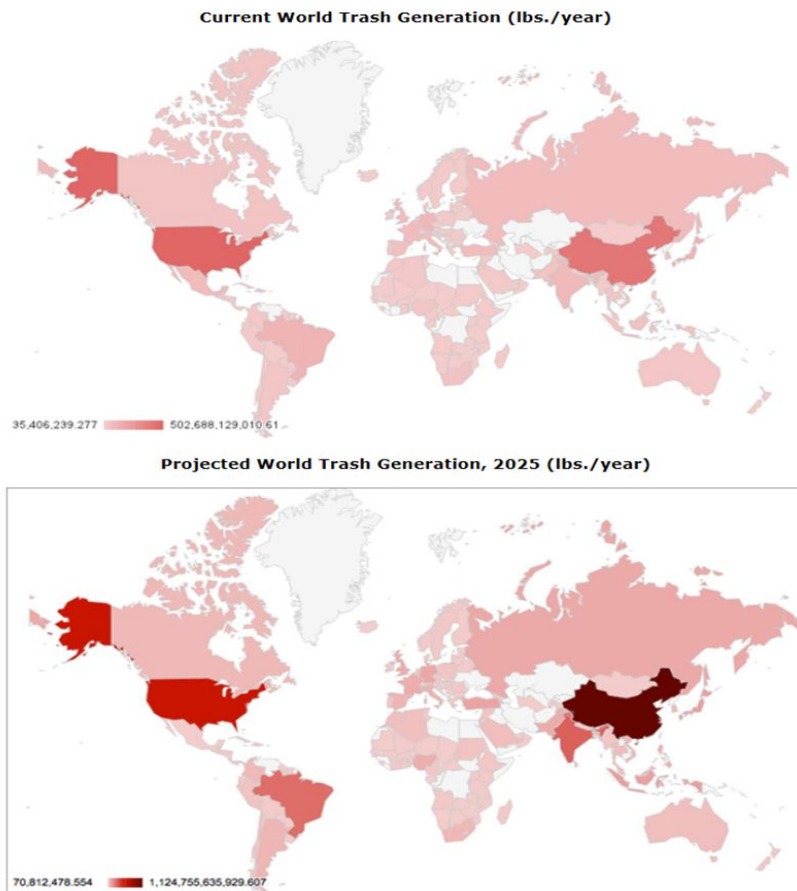 Current World Trash Generation (lbs./year)
35,406,239.277 502,688,129,010.61
Projected World Trash Generation, 2025 (lbs./year)
70,812,478.554 1,124,755,635,929.607